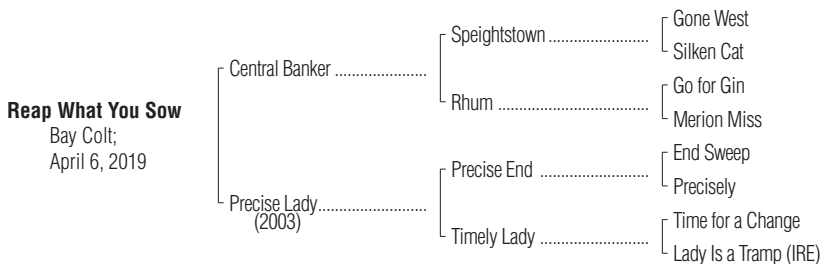 Reap What You Sow
Bay Colt;
April 6, 2019
Central Banker ......................
Precise Lady..........................
(2003)
Speightstown ........................
Rhum ....................................
Precise End ..........................
Timely Lady ..........................
Gone West
Silken Cat
Go for Gin
Merion Miss
End Sweep
Precisely
Time for a Change
Lady Is a Tramp (IRE)